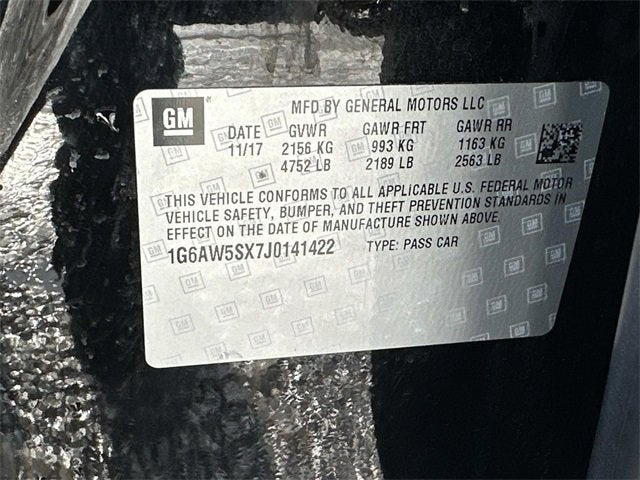 GM
MFD BY GENERAL MOTORS LLC
DATE GVWR GAWR FRT GAWR RR
11/17 2156 KG 993 KG 1163 KG
4752 LB 2189 LB 2563 LB
THIS VEHICLE CONFORMS TO ALL APPLICABLE U.S. FEDERAL MOTOR
VEHICLE SAFETY, BUMPER, AND THEFT PREVENTION STANDARDS IN
EFFECT ON THE DATE OF MANUFACTURE SHOWN ABOVE.
1G6AW5SX7J0141422 TYPE: PASS CAR